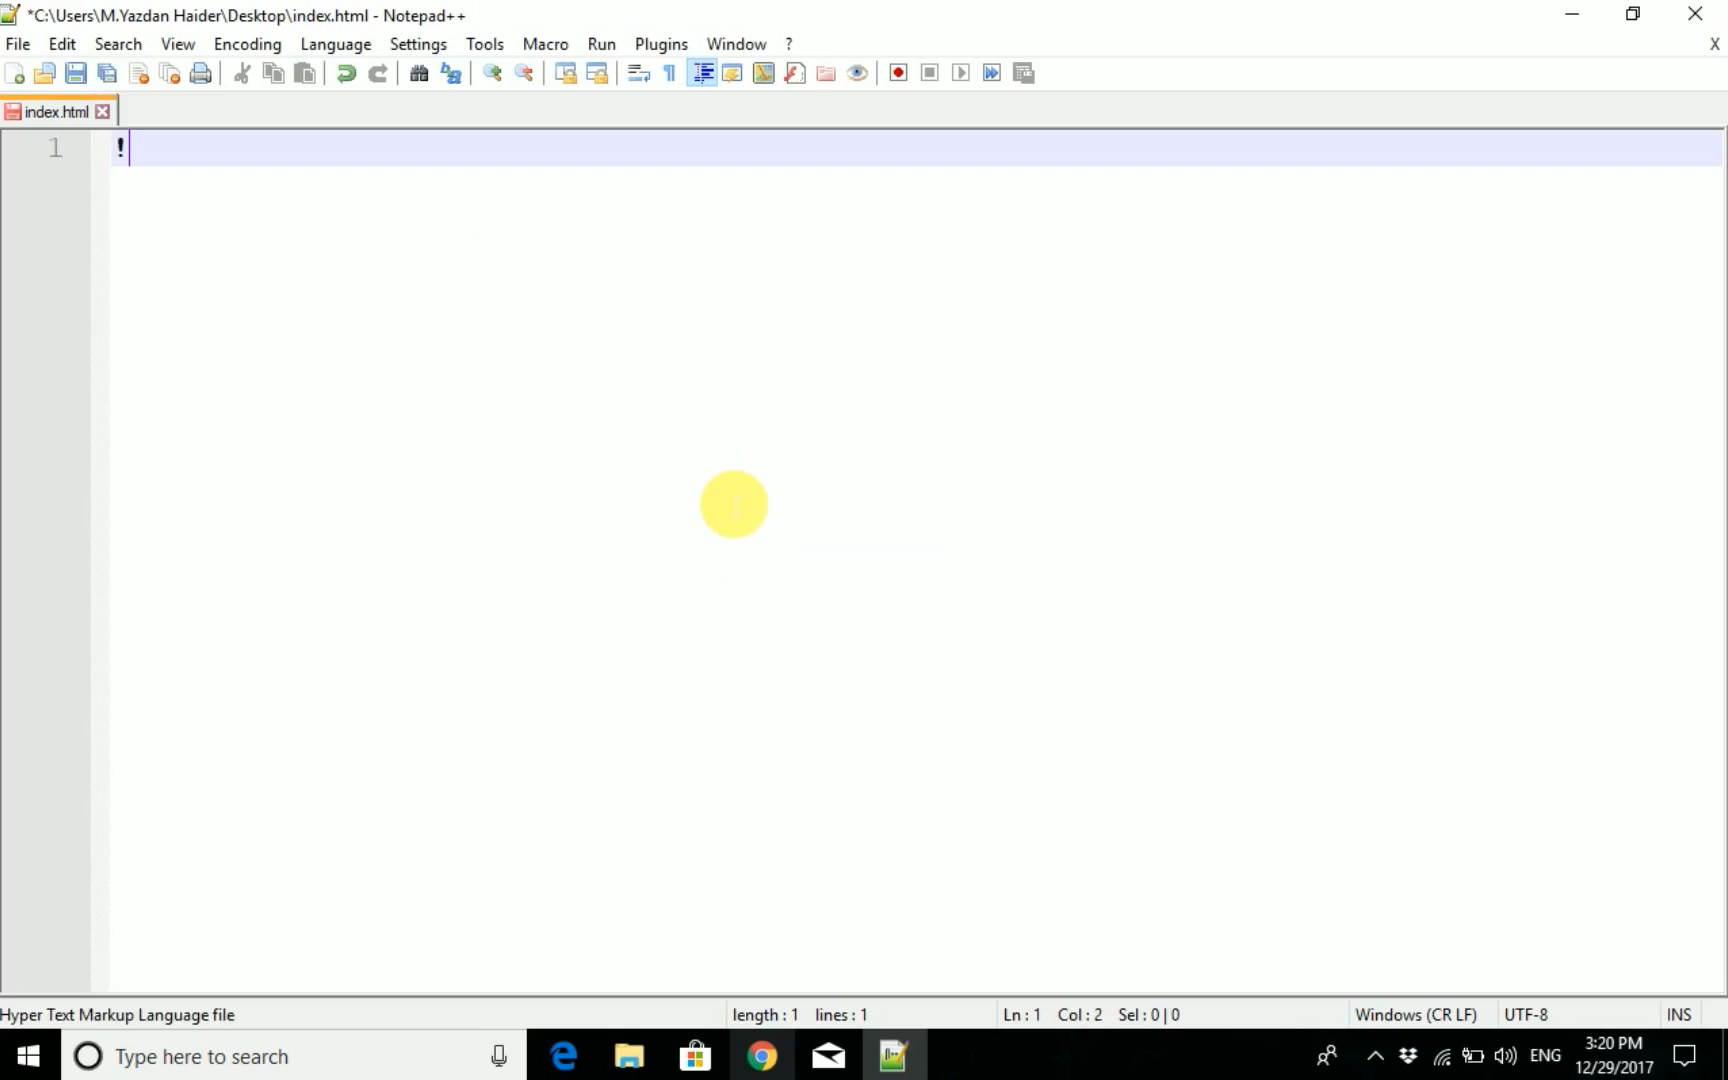 *C:\Users\M.Yazdan Haider\Desktop\index.html - Notepad++
File Edit Search View Encoding Language Settings Tools Macro Run Plugins Window ? X
index.html
1 !
Hyper Text Markup Language file length : 1 lines : 1 Ln : 1 Col : 2 Sel : 0 | 0 Windows (CR LF) UTF-8 INS
Type here to search ENG 3:20 PM
12/29/2017